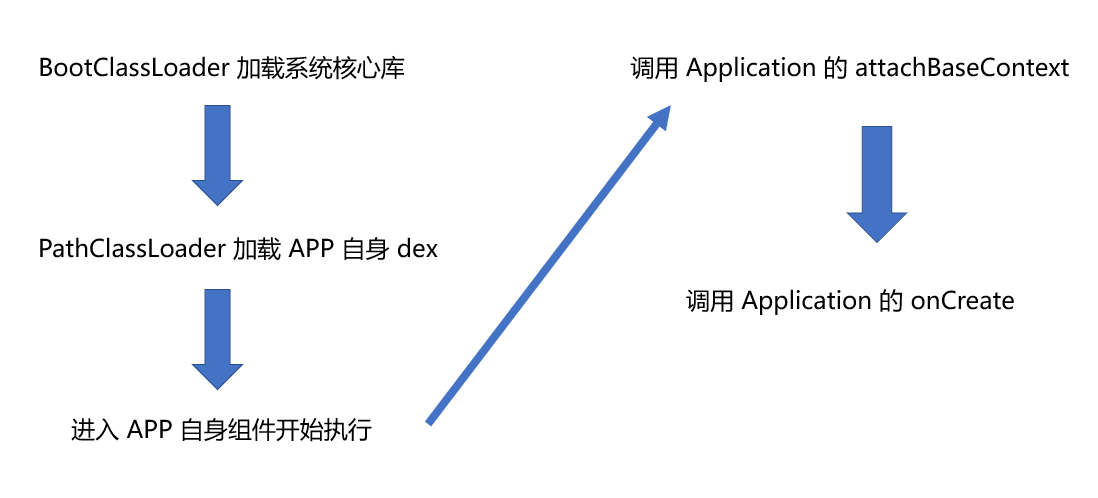 BootClassLoader 加载系统核心库
PathClassLoader 加载 APP 自身 dex
进入 APP 自身组件开始执行
调用 Application 的 attachBaseContext
调用 Application 的 onCreate